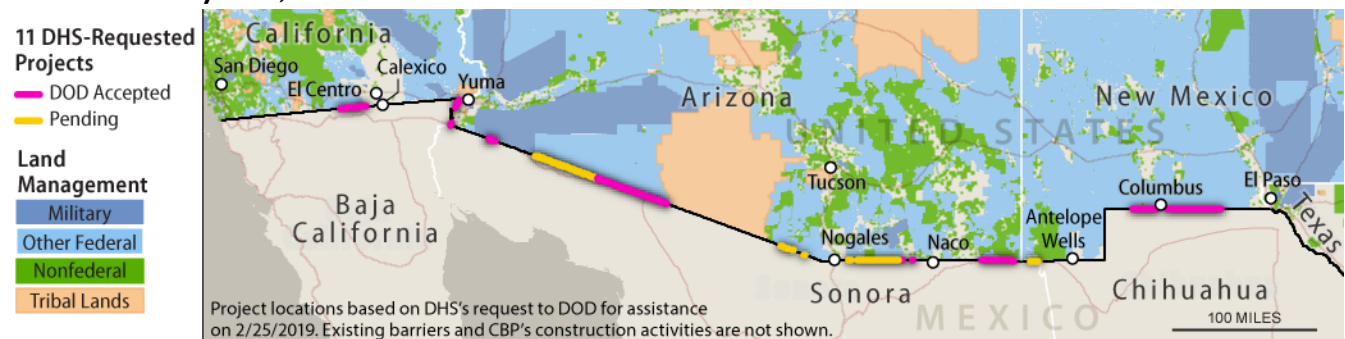 11 DHS-Requested
Projects
DOD Accepted
Pending
Land
Management
Military
Other Federal
Nonfederal
Tribal Lands
California
San Diego
El Centro
Calexico
Yuma
Arizona
New Mexico
UNITED STATES
Tucson
Columbus
El Paso
Texas
Baja
California
Nogales
Naco
Antelope
Wells
Sonora
Chihuahua
MEXICO
100 MILES
Project locations based on DHS's request to DOD for assistance
on 2/25/2019. Existing barriers and CBP's construction activities are not shown.